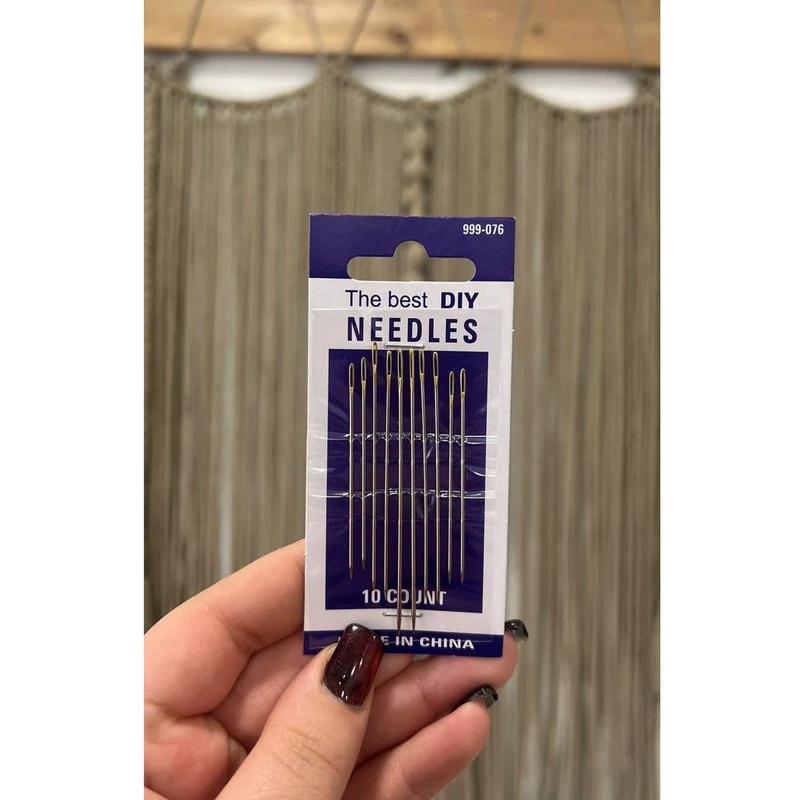 999-076
The best DIY
NEEDLES
10 COUNT
IN CHINA